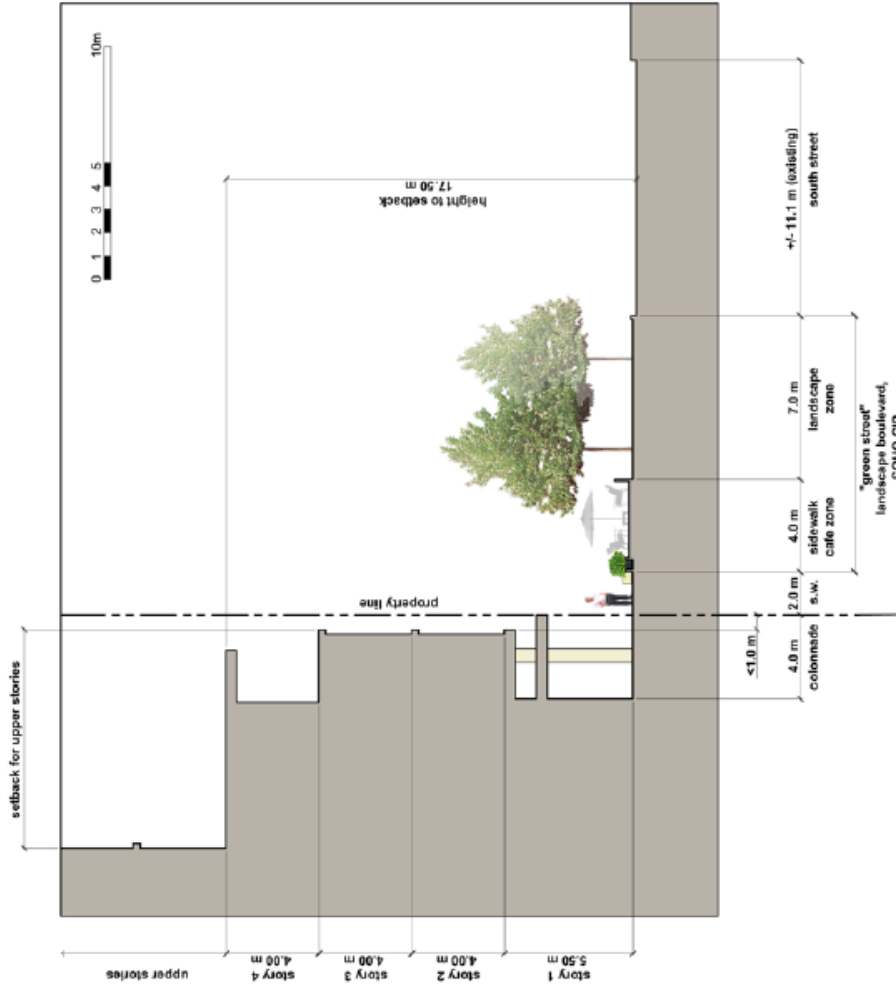 10m
5
4
3
2
1
0
height to setback
17.50 m
property line
setback for upper stories
upper stories
story 4
4.00 m
story 3
4.00 m
story 2
4.00 m
story 1
5.50 m
+/- 11.1 m (existing)
south street
7.0 m
landscape
zone
4.0 m
sidewalk
cafe zone
2.0 m
s.w.
<1.0 m
4.0 m
colonnade
"green street"
landscape boulevard,